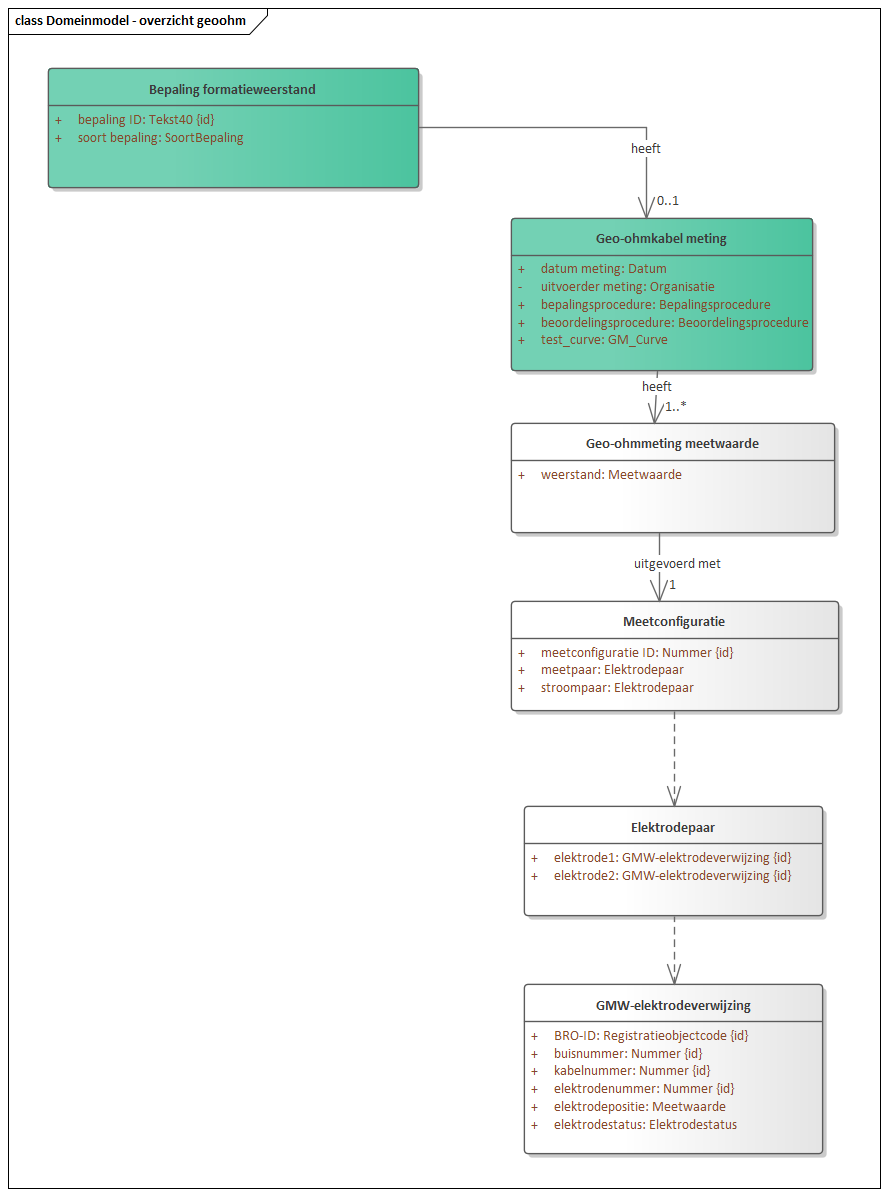 class Domeinmodel - overzicht geoohm
Bepaling formatieweerstand
+ bepaling ID: Tekst40 {id}
+ soort bepaling: SoortBepaling
heeft
0..1
Geo-ohmkabel meting
+ datum meting: Datum
- uitvoerder meting: Organisatie
+ bepalingsprocedure: Bepalingsprocedure
+ beoordelingsprocedure: Beoordelingsprocedure
+ test_curve: GM_Curve
heeft
1..*
Geo-ohmmeting meetwaarde
+ weerstand: Meetwaarde
uitgevoerd met
1
Meetconfiguratie
+ meetconfiguratie ID: Nummer {id}
+ meetpaar: Elektrodepaar
+ stroompaar: Elektrodepaar
Elektrodepaar
+ elektrode1: GMW-elektrodeverwijzing {id}
+ elektrode2: GMW-elektrodeverwijzing {id}
GMW-elektrodeverwijzing
+ BRO-ID: Registratieobjectcode {id}
+ buisnummer: Nummer {id}
+ kabelnummer: Nummer {id}
+ elektrodenummer: Nummer {id}
+ elektrodepositie: Meetwaarde
+ elektrodestatus: Elektrodestatus